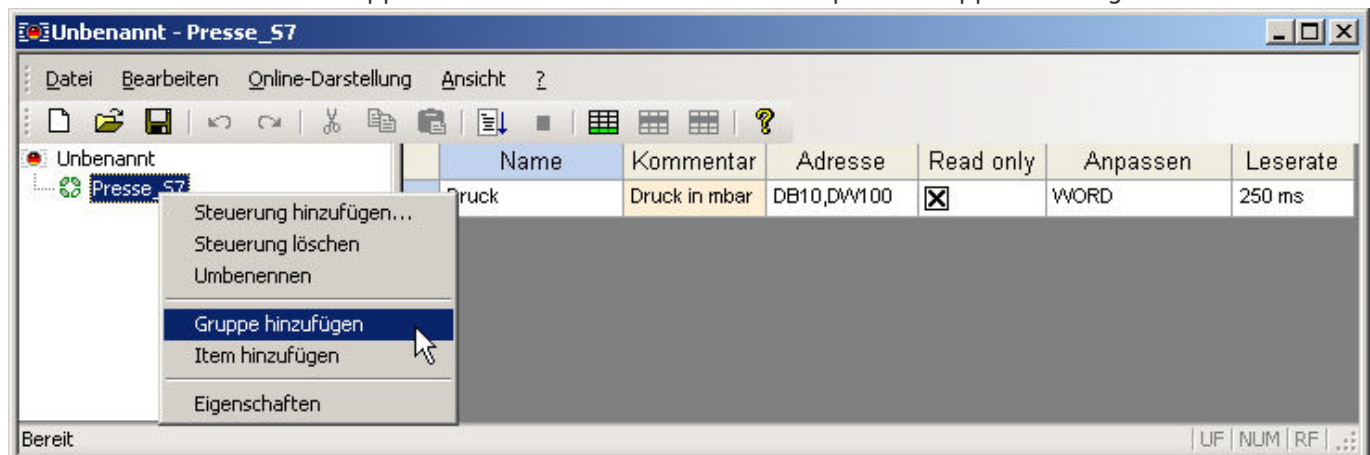 Unbenannt - Presse_S7
Datei Bearbeiten Online-Darstellung Ansicht ?
Unbenannt
Presse_S7
Name Kommentar Adresse Read only Anpassen Leserate
Druck Druck in mbar DB10,DW100 WORD 250 ms
Steuerung hinzufügen...
Steuerung löschen
Umbenennen
Gruppe hinzufügen
Item hinzufügen
Eigenschaften
Bereit UF NUM RF